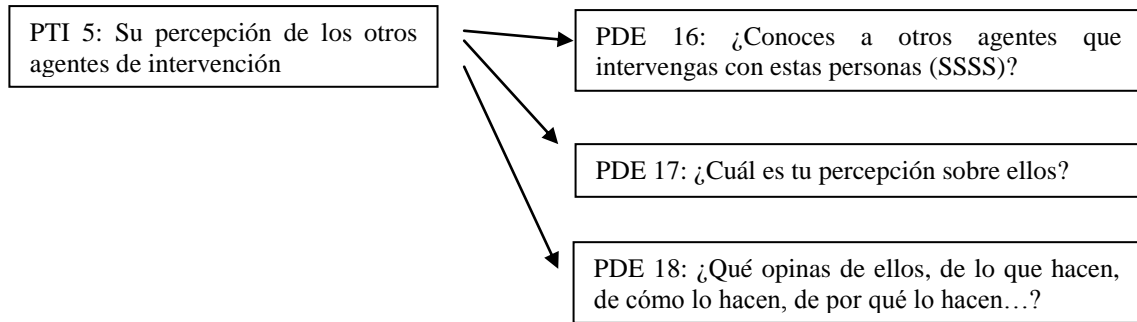 PTI 5: Su percepción de los otros
agentes de intervención
PDE 16: ¿Conoces a otros agentes que
intervengas con estas personas (SSSS)?
PDE 17: ¿Cuál es tu percepción sobre ellos?
PDE 18: ¿Qué opinas de ellos, de lo que hacen,
de cómo lo hacen, de por qué lo hacen…?